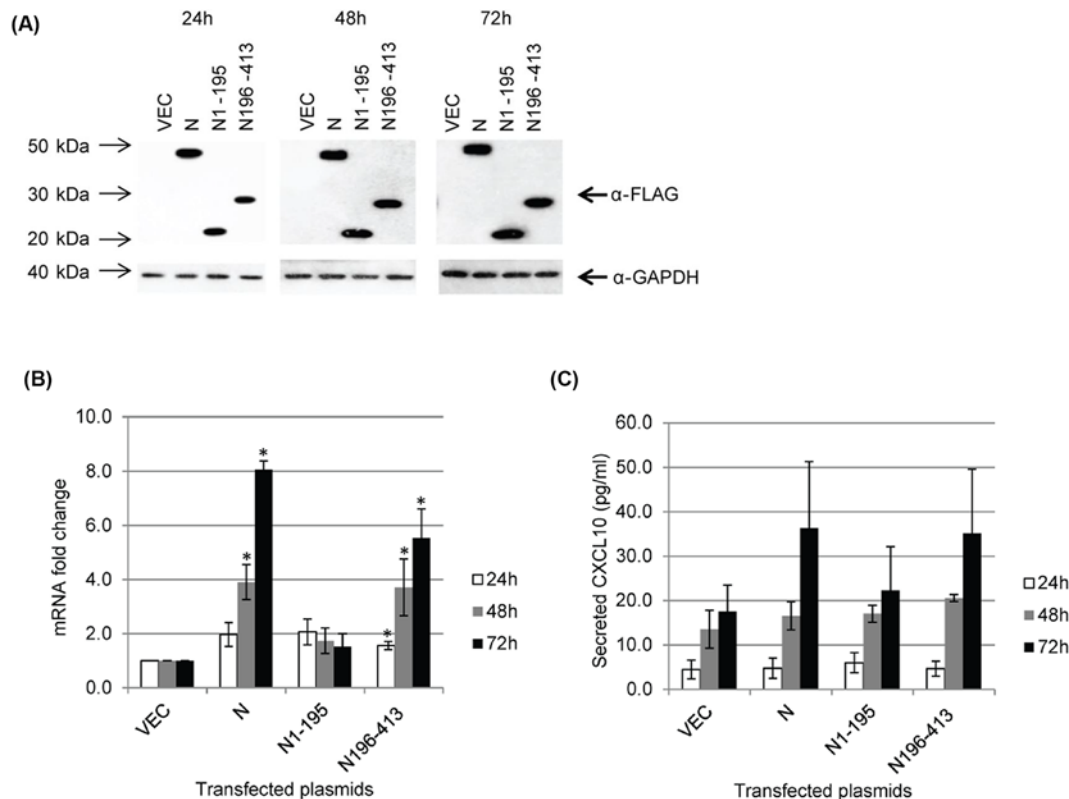 (A)
24h 48h 72h
VEC N N1-195 N196-413 VEC N N1-195 N196-413 VEC N N1-195 N196-413
50 kDa
30 kDa
α-FLAG
20 kDa
40 kDa
α-GAPDH
(B)
mRNA fold change
10.0
8.0
6.0
4.0
2.0
0.0
*
*
*
*
*
24h
48h
72h
VEC N N1-195 N196-413
Transfected plasmids
(C)
Secreted CXCL10 (pg/ml)
60.0
50.0
40.0
30.0
20.0
10.0
0.0
24h
48h
72h
VEC N N1-195 N196-413
Transfected plasmids